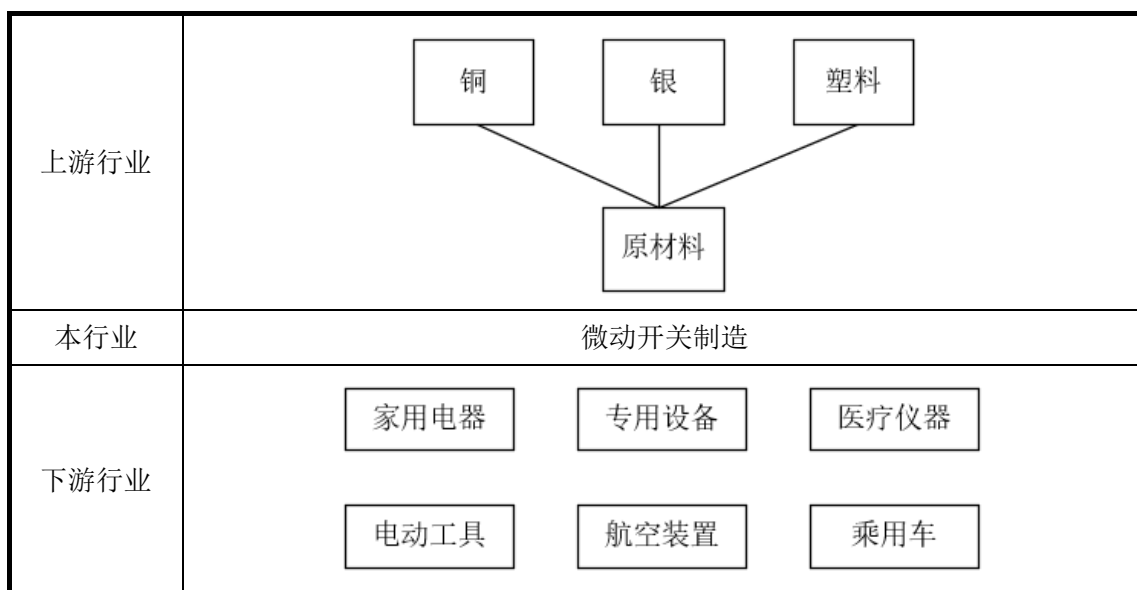 上游行业
铜 银 塑料
原材料
本行业
微动开关制造
下游行业
家用电器 专用设备 医疗仪器
电动工具 航空装置 乘用车